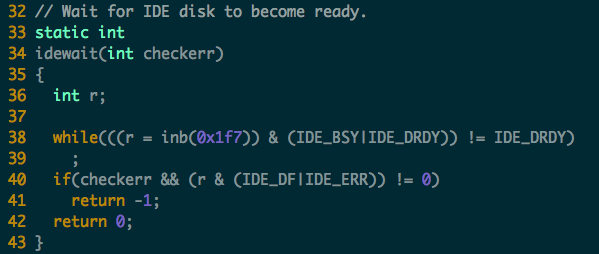 32 // Wait for IDE disk to become ready.
33 static int
34 idewait(int checkerr)
35 {
36   int r;
37
38   while(((r = inb(0x1f7)) & (IDE_BSY|IDE_DRDY)) != IDE_DRDY)
39     ;
40   if(checkerr && (r & (IDE_DF|IDE_ERR)) != 0)
41     return -1;
42   return 0;
43 }